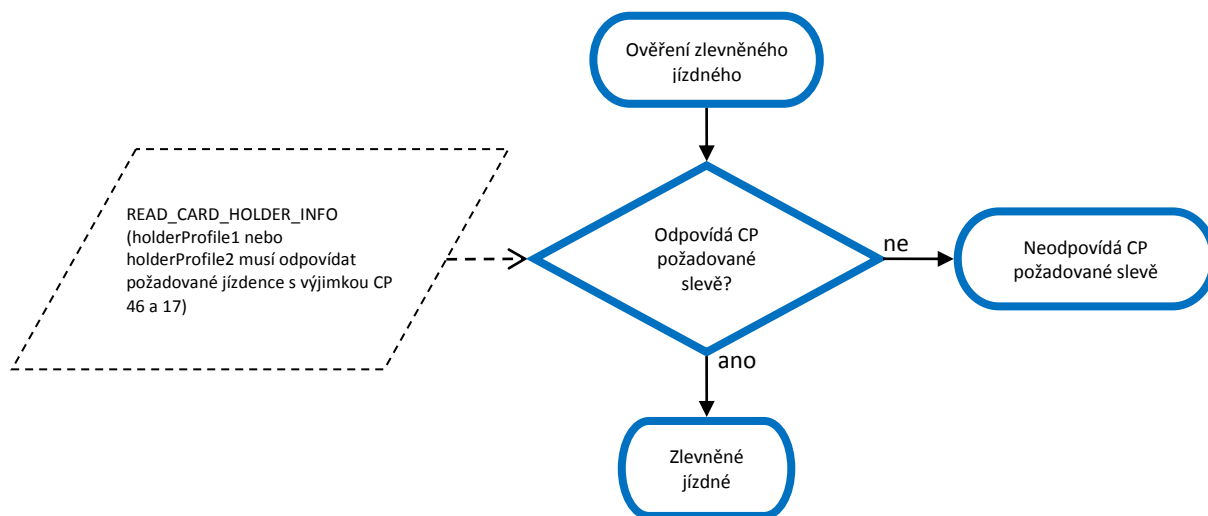 Ověření zlevněného
jízdného
READ_CARD_HOLDER_INFO
(holderProfile1 nebo
holderProfile2 musí odpovídat
požadované jízdence s výjimkou CP
46 a 17)
Odpovídá CP
požadované
slevě?
ne
Neodpovídá CP
požadované slevě
ano
Zlevněné
jízdné